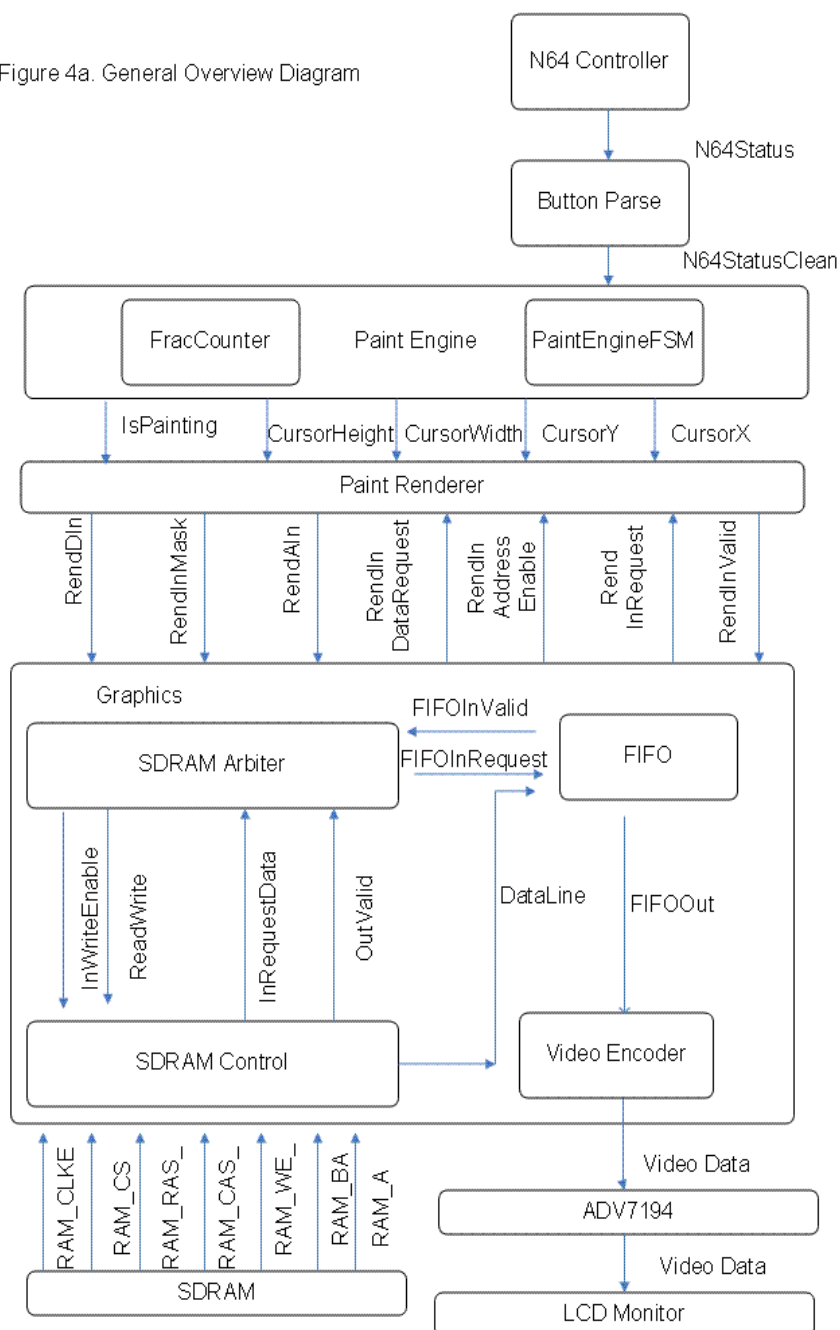 N64 Controller
Figure 4a. General Overview Diagram
N64Status
Button Parse
N64StatusClean
FracCounter
Paint Engine
PaintEngineFSM
IsPainting
CursorHeight
CursorWidth
CursorY
CursorX
Paint Renderer
RendDIn
RendInMask
RendAIn
RendIn
DataRequest
RendIn
Address
Enable
Rend
InRequest
RendInValid
Graphics
FIFOInValid
SDRAM Arbiter
FIFOInRequest
FIFO
InWriteEnable
ReadWrite
InRequestData
OutValid
DataLine
FIFOOut
SDRAM Control
Video Encoder
RAM_CLKE
RAM_CS
RAM_RAS_
RAM_CAS_
RAM_WE_
RAM_BA
RAM_A
Video Data
ADV7194
Video Data
SDRAM
LCD Monitor